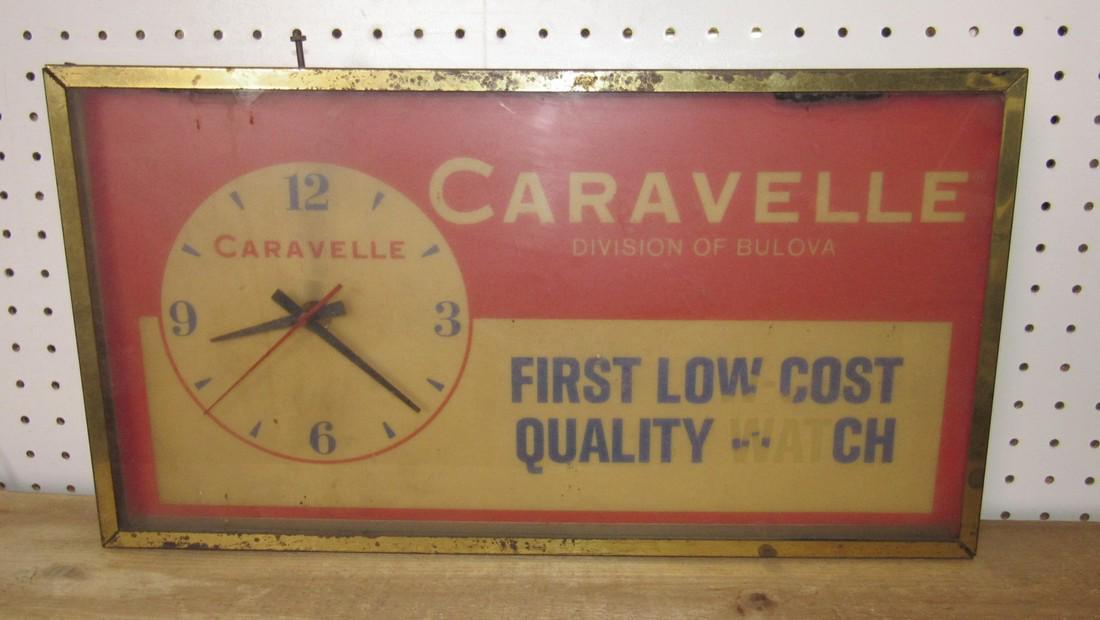 CARAVELLE
DIVISION OF BULOVA
12
CARAVELLE
9
3
6
FIRST LOW-COST
QUALITY WATCH